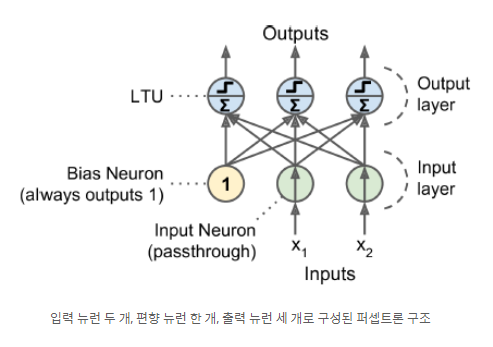 Outputs
LTU
Σ
Σ
Σ
Output
layer
Bias Neuron
(always outputs 1)
1
Input
layer
Input Neuron
(passthrough)
x1
x2
Inputs
입력 뉴런 두 개, 편향 뉴런 한 개, 출력 뉴런 세 개로 구성된 퍼셉트론 구조